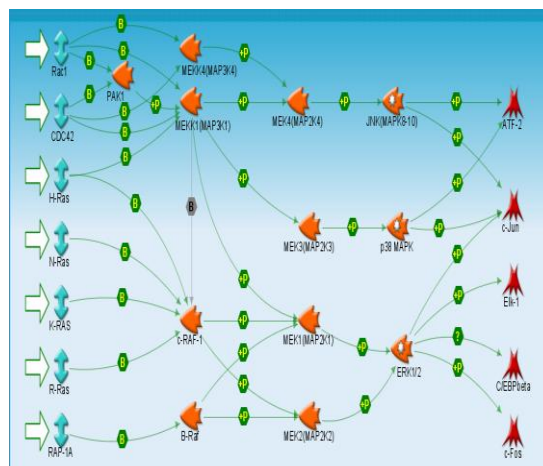 B
B
+P
Rac1
B
B
MEKK4(MAP3K4)
B
PAK1
+P
+P
+P
+P
+P
CDC42
B
B
MEKK1(MAP3K1)
MEK4(MAP2K4)
JNK(MAPK8-10)
ATF-2
B
+P
+P
H-Ras
B
B
+P
+P
+P
c-Jun
N-Ras
B
MEK3(MAP2K3)
p38 MAPK
+P
+P
K-RAS
B
+P
+P
Elk-1
c-RAF-1
MEK1(MAP2K1)
?
+P
ERK1/2
R-Ras
B
+P
+P
+P
C/EBPbeta
RAP-1A
B
B-Raf
+P
MEK2(MAP2K2)
c-Fos